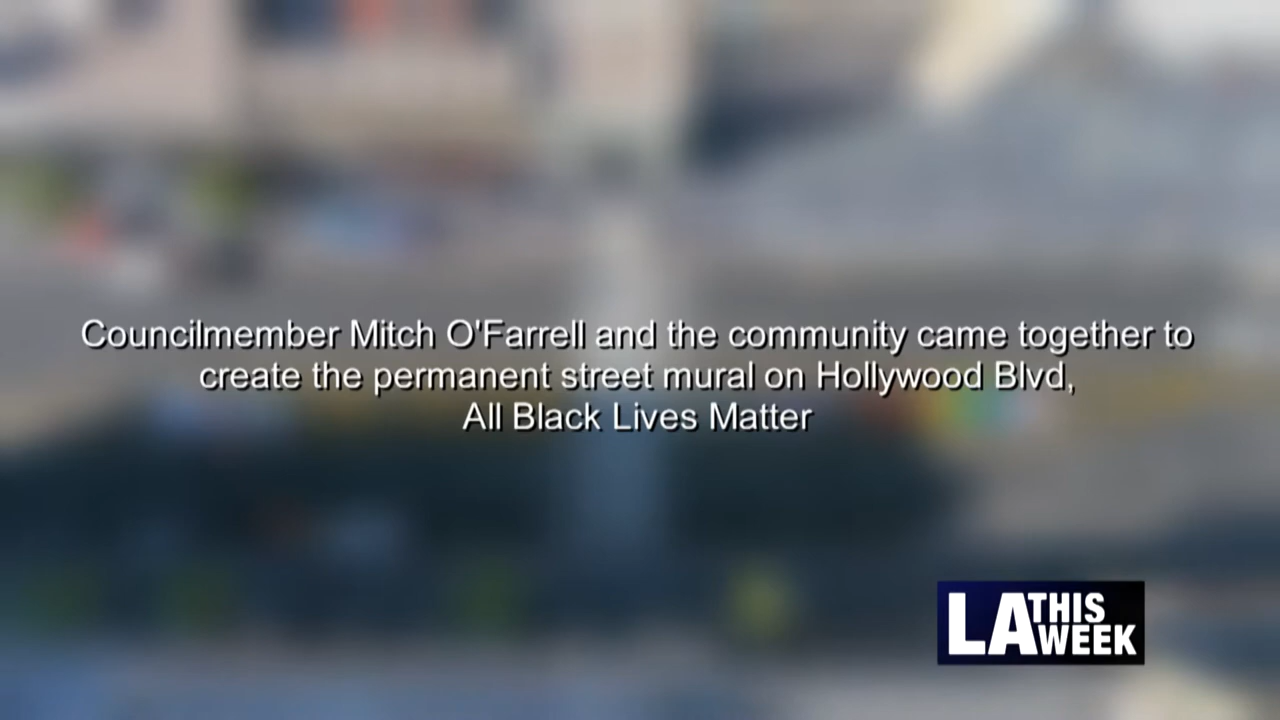 Councilmember Mitch O'Farrell and the community came together to
create the permanent street mural on Hollywood Blvd,
All Black Lives Matter
LA THIS
WEEK